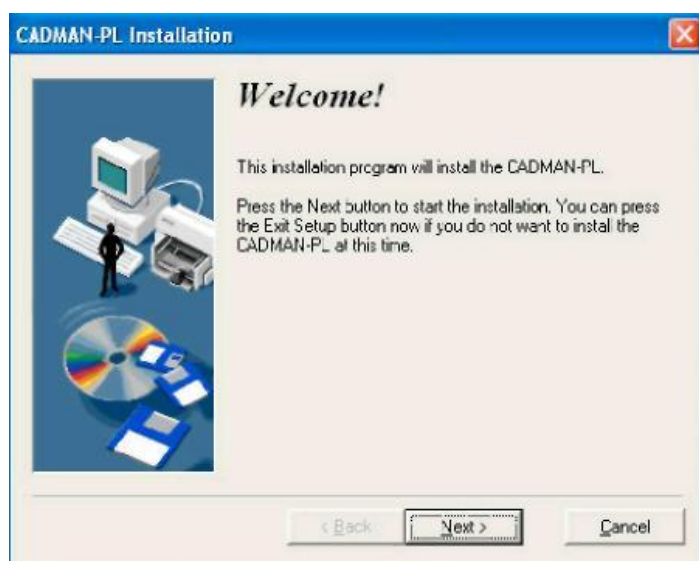 CADMAN-PL Installation
Welcome!
This installation program will install the CADMAN-PL.
Press the Next button to start the installation. You can press
the Exit Setup button now if you do not want to install the
CADMAN-PL at this time.
< Back
Next >
Cancel